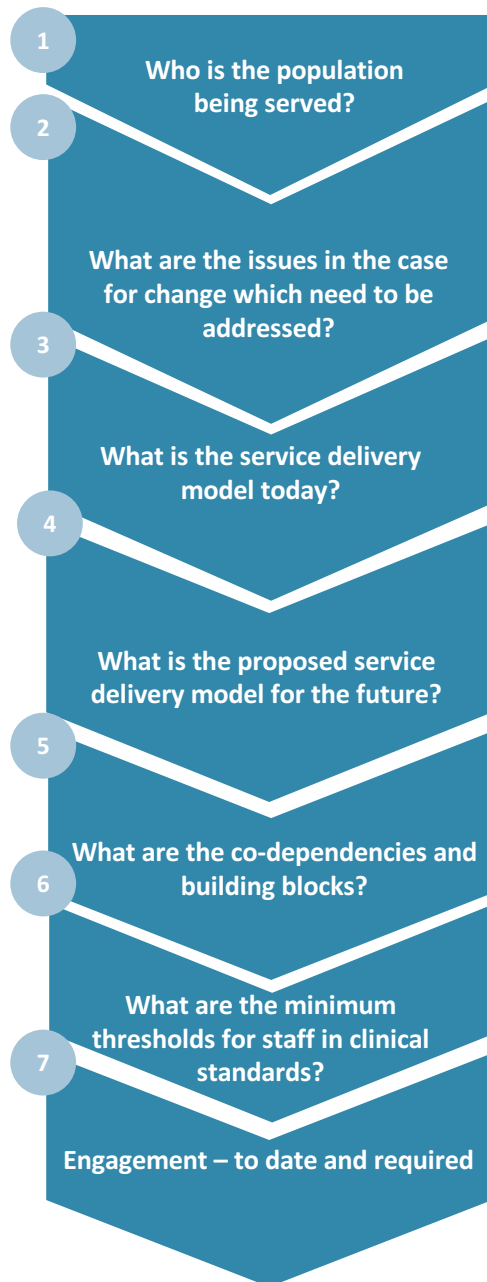 1
Who is the population
being served?
2
What are the issues in the case
for change which need to be
addressed?
3
What is the service delivery
model today?
4
What is the proposed service
delivery model for the future?
5
What are the co-dependencies and
building blocks?
6
What are the minimum
thresholds for staff in clinical
standards?
7
Engagement – to date and required